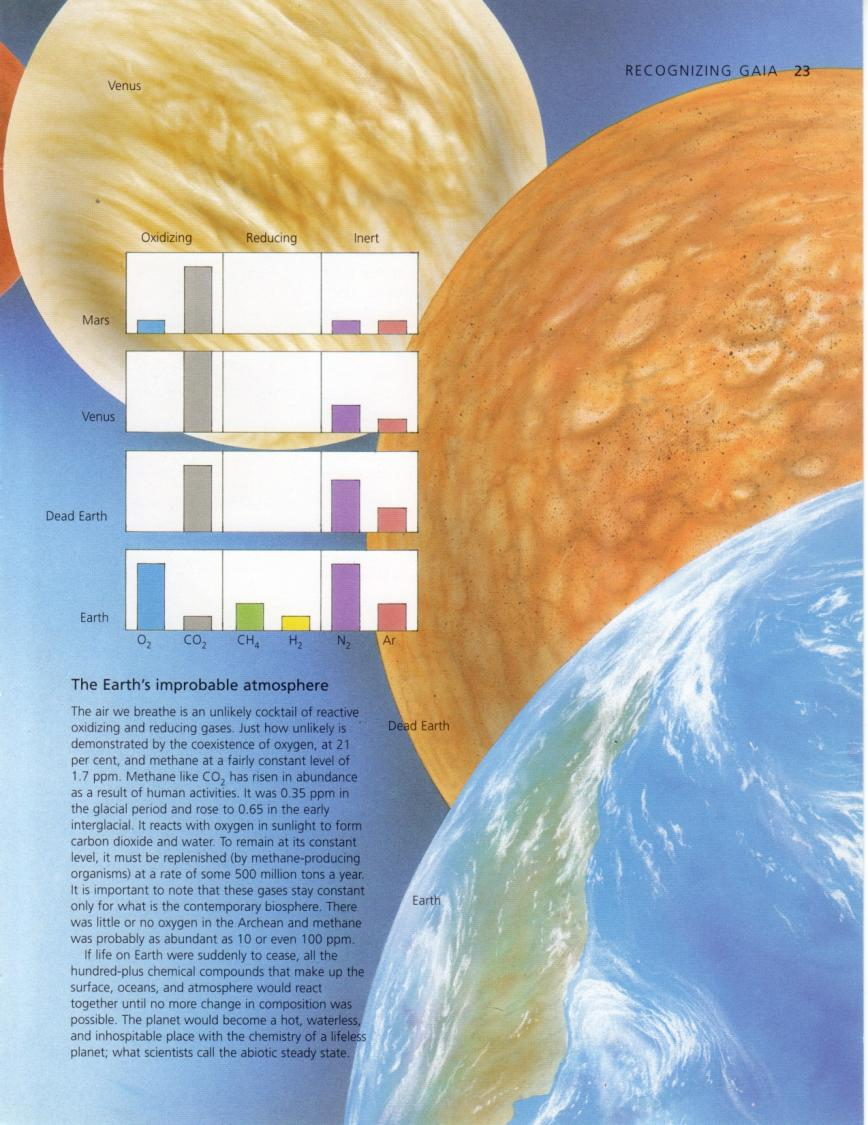 RECOGNIZING GAIA 23
Venus
Oxidizing Reducing Inert
Mars
Venus
Dead Earth
Earth
O₂ CO₂ CH₄ H₂ N₂ Ar
The Earth's improbable atmosphere
The air we breathe is an unlikely cocktail of reactive
oxidizing and reducing gases. Just how unlikely is
demonstrated by the coexistence of oxygen, at 21
per cent, and methane at a fairly constant level of
1.7 ppm. Methane like CO₂ has risen in abundance
as a result of human activities. It was 0.35 ppm in
the glacial period and rose to 0.65 in the early
interglacial. It reacts with oxygen in sunlight to form
carbon dioxide and water. To remain at its constant
level, it must be replenished (by methane-producing
organisms) at a rate of some 500 million tons a year.
It is important to note that these gases stay constant
only for what is the contemporary biosphere. There
was little or no oxygen in the Archean and methane
was probably as abundant as 10 or even 100 ppm.
If life on Earth were suddenly to cease, all the
hundred-plus chemical compounds that make up the
surface, oceans, and atmosphere would react
together until no more change in composition was
possible. The planet would become a hot, waterless,
and inhospitable place with the chemistry of a lifeless
planet; what scientists call the abiotic steady state.
Dead Earth
Earth